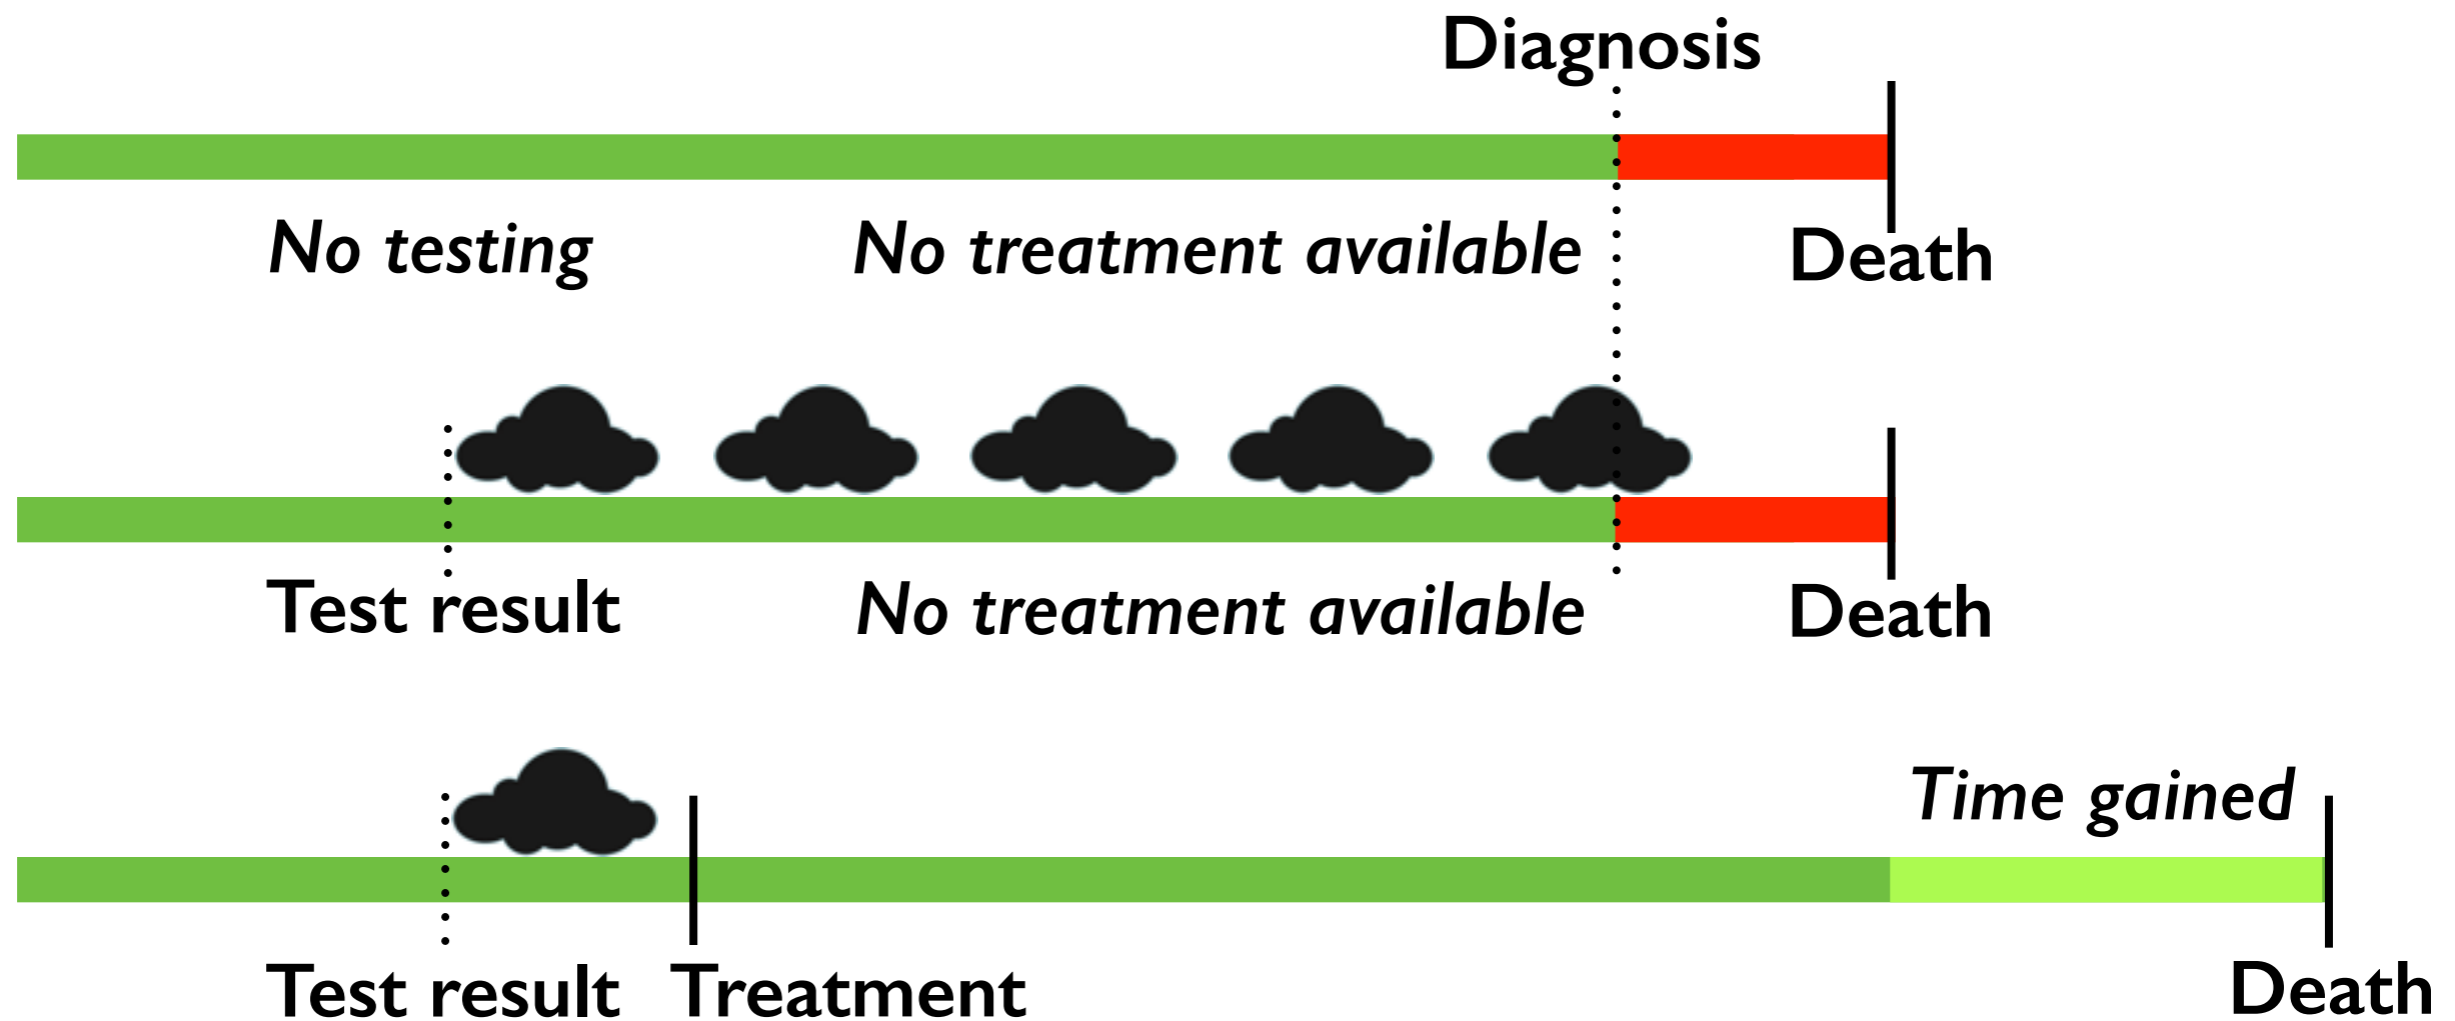 Diagnosis
No testing
No treatment available
Death
Test result
No treatment available
Death
Time gained
Test result
Treatment
Death